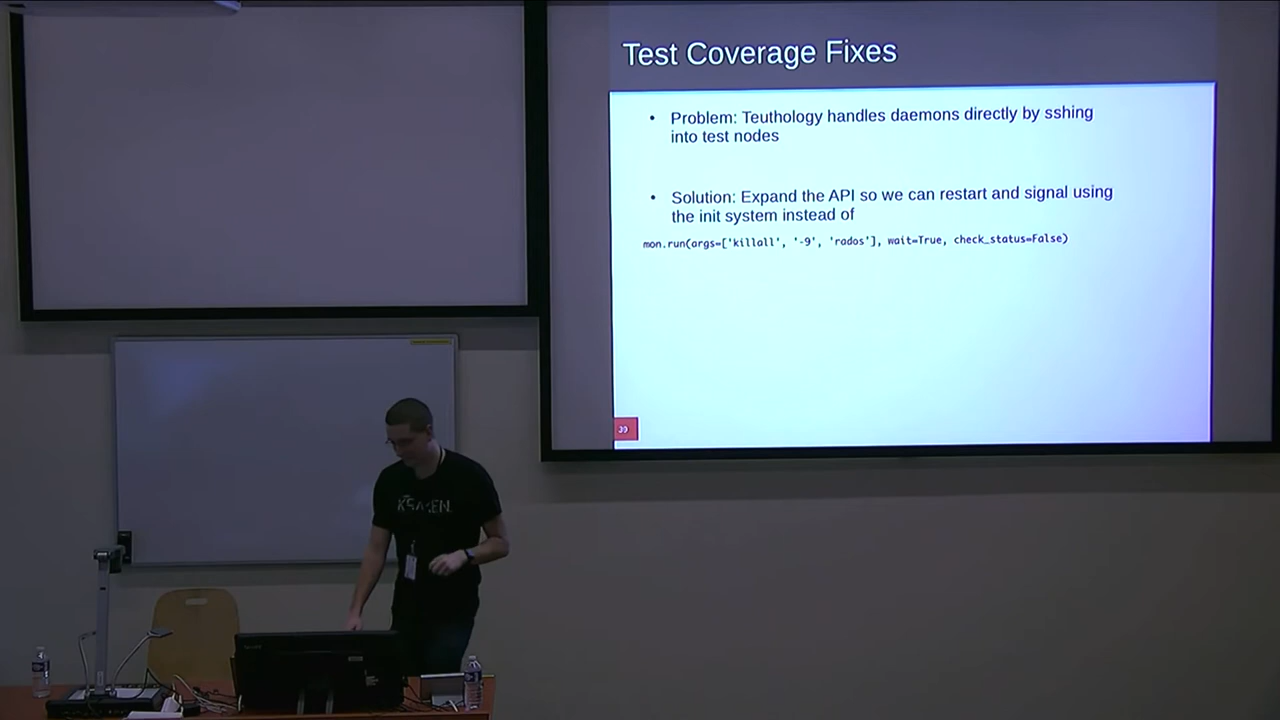 Test Coverage Fixes
• Problem: Teuthology handles daemons directly by sshing
into test nodes
• Solution: Expand the API so we can restart and signal using
the init system instead of
mon.run(args=['killall', '-9', 'rados'], wait=True, check_status=False)
39
KRAKEN